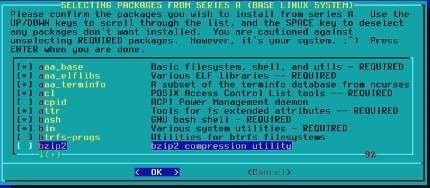 SELECTING PACKAGES FROM SERIES A (BASE LINUX SYSTEM)
Please confirm the packages you wish to install from series A. Use the
UP/DOWN keys to scroll through the list, and the SPACE key to deselect
any packages don't want installed. You are cautioned against
unselecting REQUIRED packages. However, it's your system. ;^) Press
ENTER when you are done.
[*] aaa_base Basic filesystem, shell, and utils - REQUIRED
[*] aaa_elflibs Various ELF libraries -- REQUIRED
[*] aaa_terminfo A subset of the terminfo database from ncurses
[*] acl POSIX Access Control List tools -- REQUIRED
[ ] acpid ACPI Power Management daemon
[*] attr Tools for fs extended attributes -- REQUIRED
[*] bash GNU bash shell - REQUIRED
[*] bin Various system utilities - REQUIRED
[ ] btrfs-progs Utilities for btrfs filesystems
[ ] bzip2 bzip2 compression utility
(+) 9%
< OK > <Cancel>